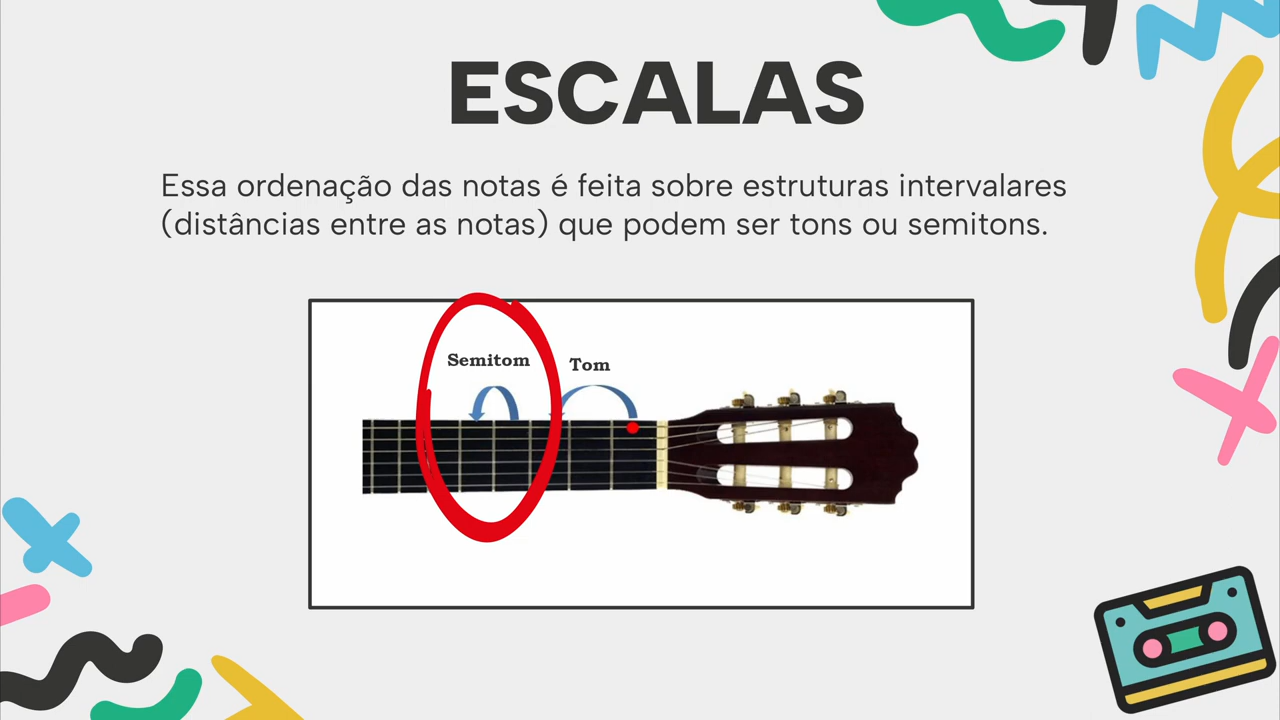 ESCALAS
Essa ordenação das notas é feita sobre estruturas intervalares
(distâncias entre as notas) que podem ser tons ou semitons.
Semitom
Tom